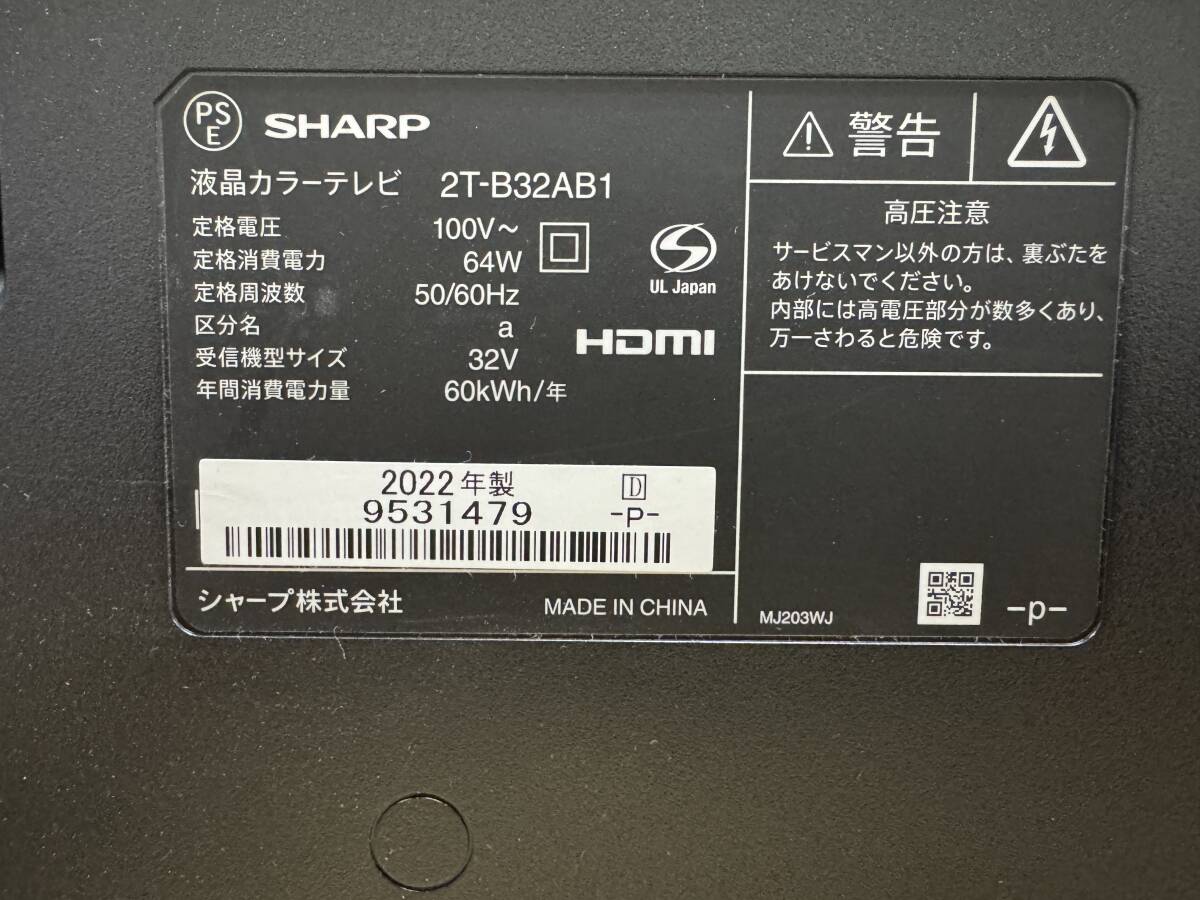 PS
E
SHARP
液晶カラーテレビ 2T-B32AB1
定格電圧 100V～
定格消費電力 64W
定格周波数 50/60Hz
区分名 a
受信機型サイズ 32V
年間消費電力量 60kWh/年
S
UL Japan
HDMI
2022年製 D
9531479 -P-
シャープ株式会社 MADE IN CHINA
警告
高圧注意
サービスマン以外の方は、裏ぶたを
あけないでください。
内部には高電圧部分が数多くあり、
万一さわると危険です。
MJ203WJ -p-